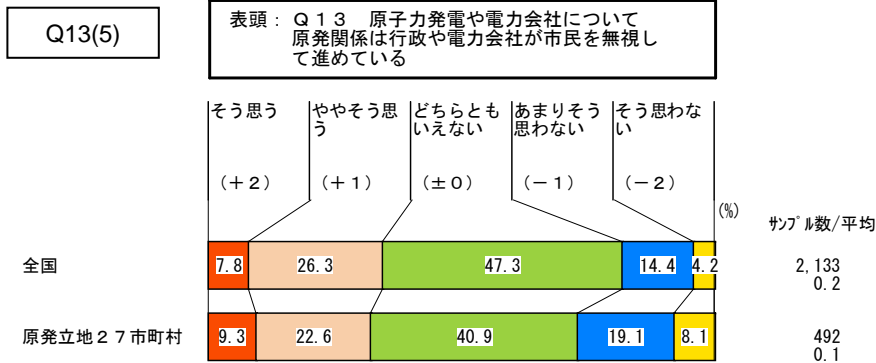 Q13(5)
表頭： Ｑ１３　原子力発電や電力会社について
原発関係は行政や電力会社が市民を無視し
て進めている
そう思う
ややそう思
う
どちらとも
いえない
あまりそう
思わない
そう思わな
い
（＋２）
（＋１）
（±０）
（－１）
（－２）
(%)
ｻﾝﾌﾟﾙ数/平均
全国
7.8
26.3
47.3
14.4
4.2
2,133
0.2
原発立地２７市町村
9.3
22.6
40.9
19.1
8.1
492
0.1